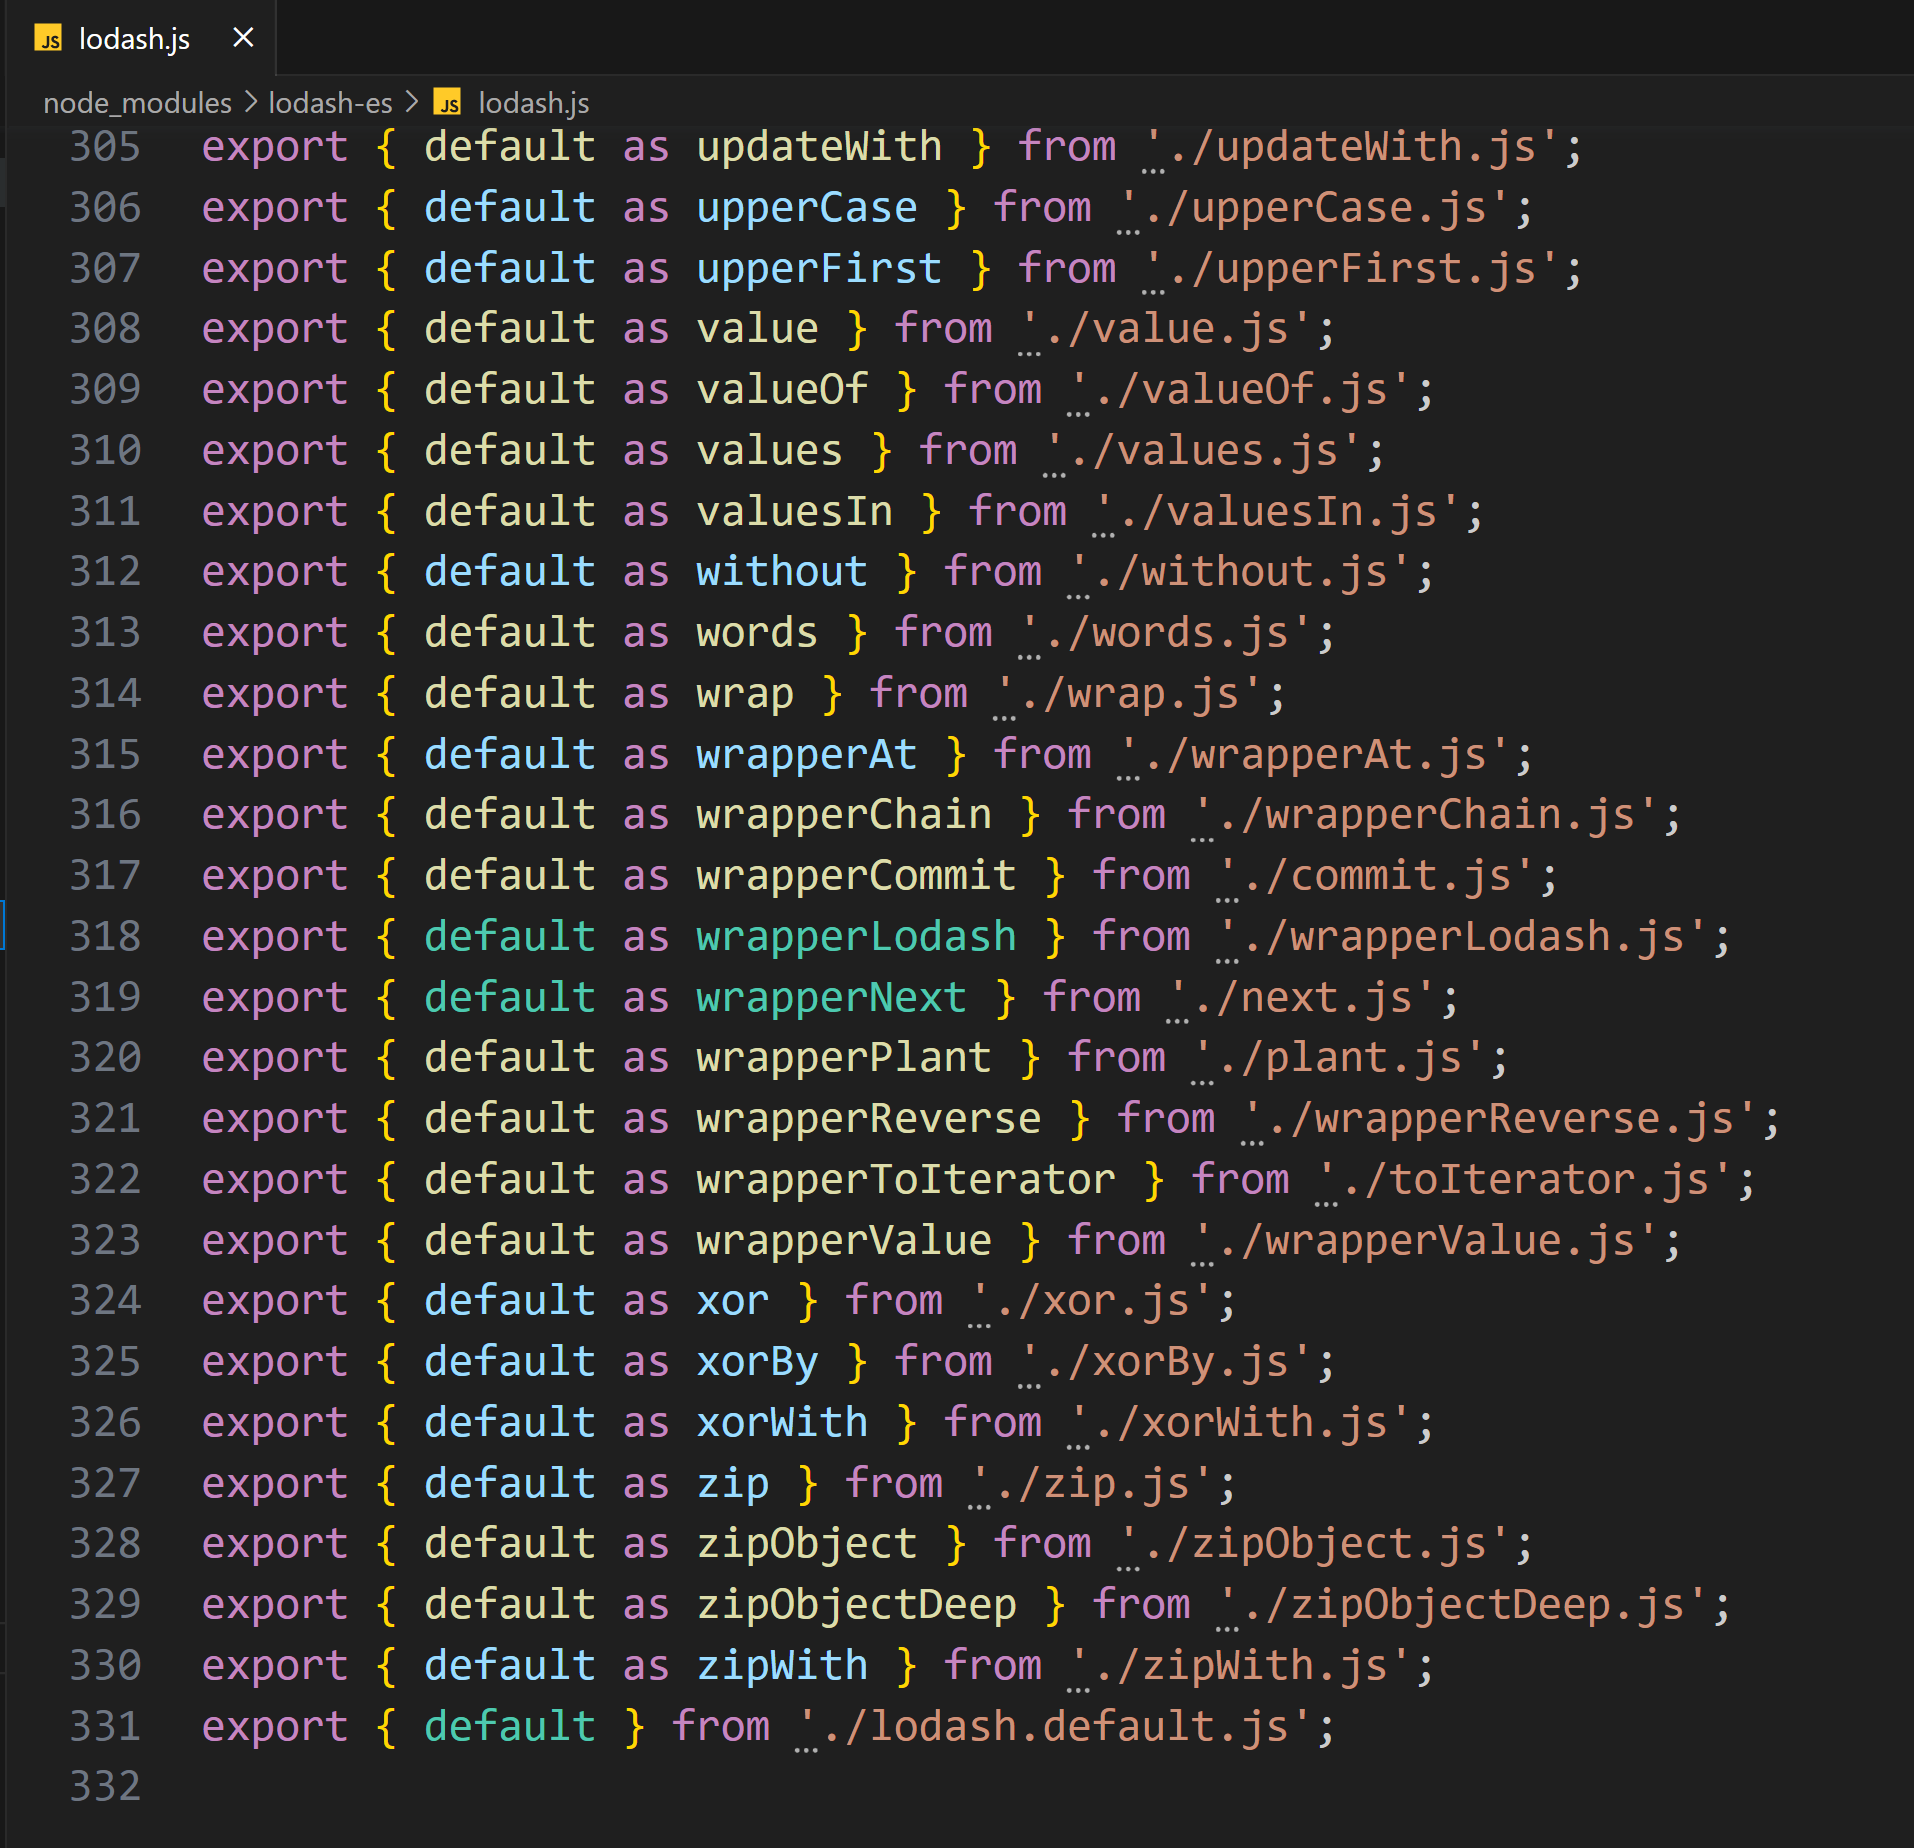 JS lodash.js ×
node_modules > lodash-es > JS lodash.js
305 export { default as updateWith } from './updateWith.js';
306 export { default as upperCase } from './upperCase.js';
307 export { default as upperFirst } from './upperFirst.js';
308 export { default as value } from './value.js';
309 export { default as valueOf } from './valueOf.js';
310 export { default as values } from './values.js';
311 export { default as valuesIn } from './valuesIn.js';
312 export { default as without } from './without.js';
313 export { default as words } from './words.js';
314 export { default as wrap } from './wrap.js';
315 export { default as wrapperAt } from './wrapperAt.js';
316 export { default as wrapperChain } from './wrapperChain.js';
317 export { default as wrapperCommit } from './commit.js';
318 export { default as wrapperLodash } from './wrapperLodash.js';
319 export { default as wrapperNext } from './next.js';
320 export { default as wrapperPlant } from './plant.js';
321 export { default as wrapperReverse } from './wrapperReverse.js';
322 export { default as wrapperToIterator } from './toIterator.js';
323 export { default as wrapperValue } from './wrapperValue.js';
324 export { default as xor } from './xor.js';
325 export { default as xorBy } from './xorBy.js';
326 export { default as xorWith } from './xorWith.js';
327 export { default as zip } from './zip.js';
328 export { default as zipObject } from './zipObject.js';
329 export { default as zipObjectDeep } from './zipObjectDeep.js';
330 export { default as zipWith } from './zipWith.js';
331 export { default } from './lodash.default.js';
332